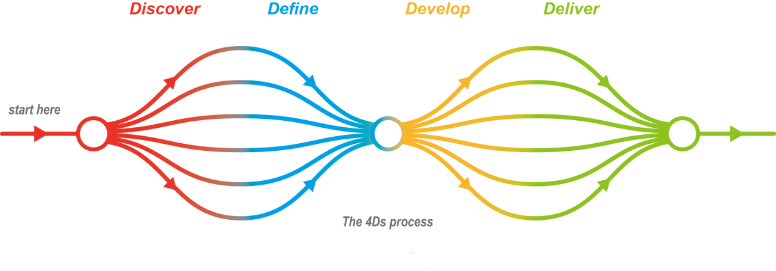 Discover Define Develop Deliver
start here
The 4Ds process